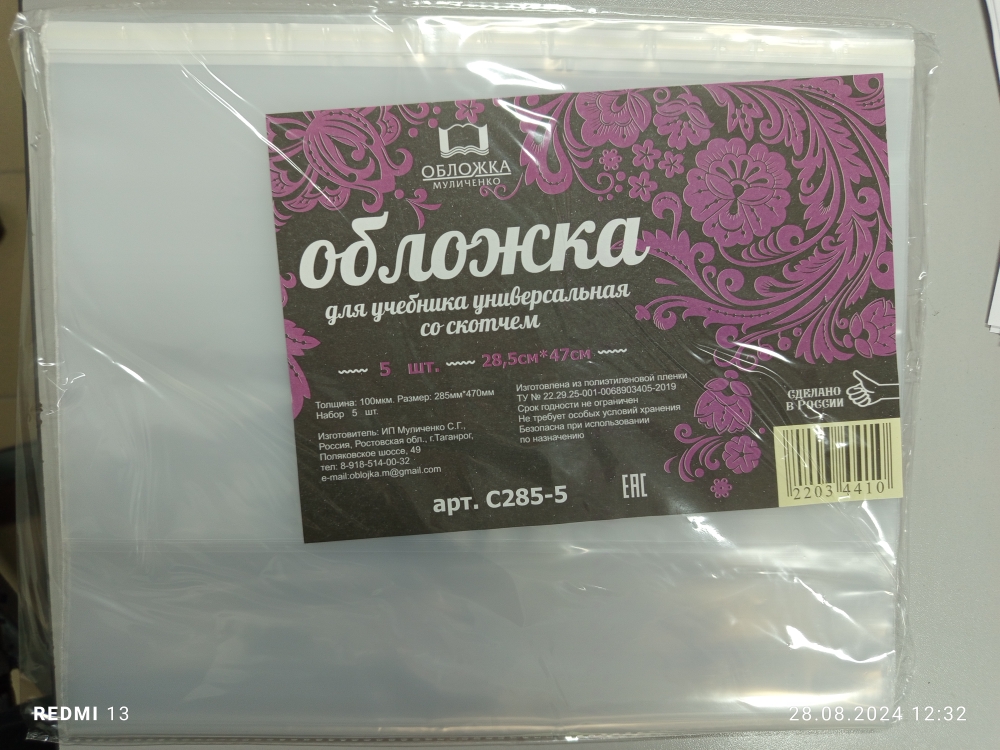 ОБЛОЖКА
МУЛИЧЕНКО
обложка
для учебника универсальная
со скотчем
5 шт. 28,5см*47см
Толщина: 100мкм. Размер: 285мм*470мм
Набор 5 шт.
Изготовитель: ИП Муличенко С.Г.,
Россия, Ростовская обл., г.Таганрог,
Поляковское шоссе, 49
тел: 8-918-514-00-32
e-mail:oblojka.m@gmail.com
Изготовлена из полиэтиленовой пленки
ТУ № 22.29.25-001-0068903405-2019
Срок годности не ограничен
Не требует особых условий хранения
Безопасна при использовании
по назначению
СДЕЛАНО
В РОССИИ
арт. С285-5
ЕАС
2203 4410
REDMI 13
28.08.2024 12:32